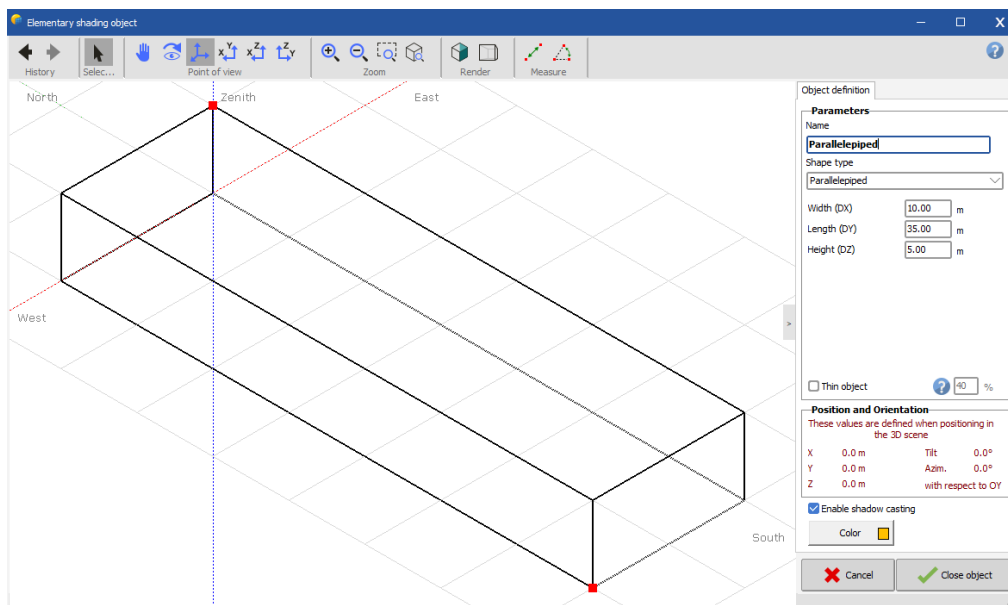 Elementary shading object
History
Selec...
Point of view
Zoom
Render
Measure
North
Zenith
East
West
South
>
Object definition
Parameters
Name
Parallelepiped
Shape type
Parallelepiped
Width (DX) 10.00 m
Length (DY) 35.00 m
Height (DZ) 5.00 m
Thin object ? 40 %
Position and Orientation
These values are defined when positioning in
the 3D scene
X 0.0 m Tilt 0.0°
Y 0.0 m Azim. 0.0°
Z 0.0 m with respect to OY
Enable shadow casting
Color
Cancel Close object